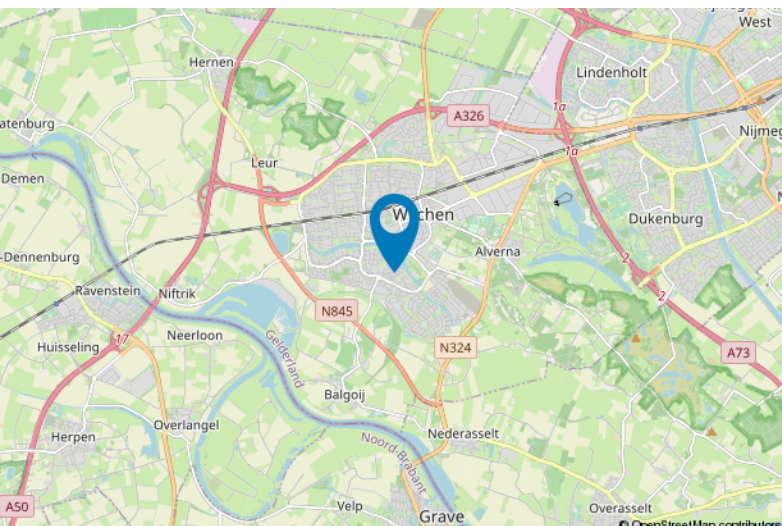 West
Hernen
Lindenholt
A326
1a
atenburg
Nijmeg
1a
Leur
Demen
W chen
Dukenburg
Alverna
-Dennenburg
2
Ravenstein
Niftrik
2
N845
Neerloon
17
Huisseling
Gelderland
N324
A73
Balgoij
Overlangel
Herpen
Nederasselt
Noord-Brabant
A50
Velp
Overasselt
Grave
© OpenStreetMap contributors